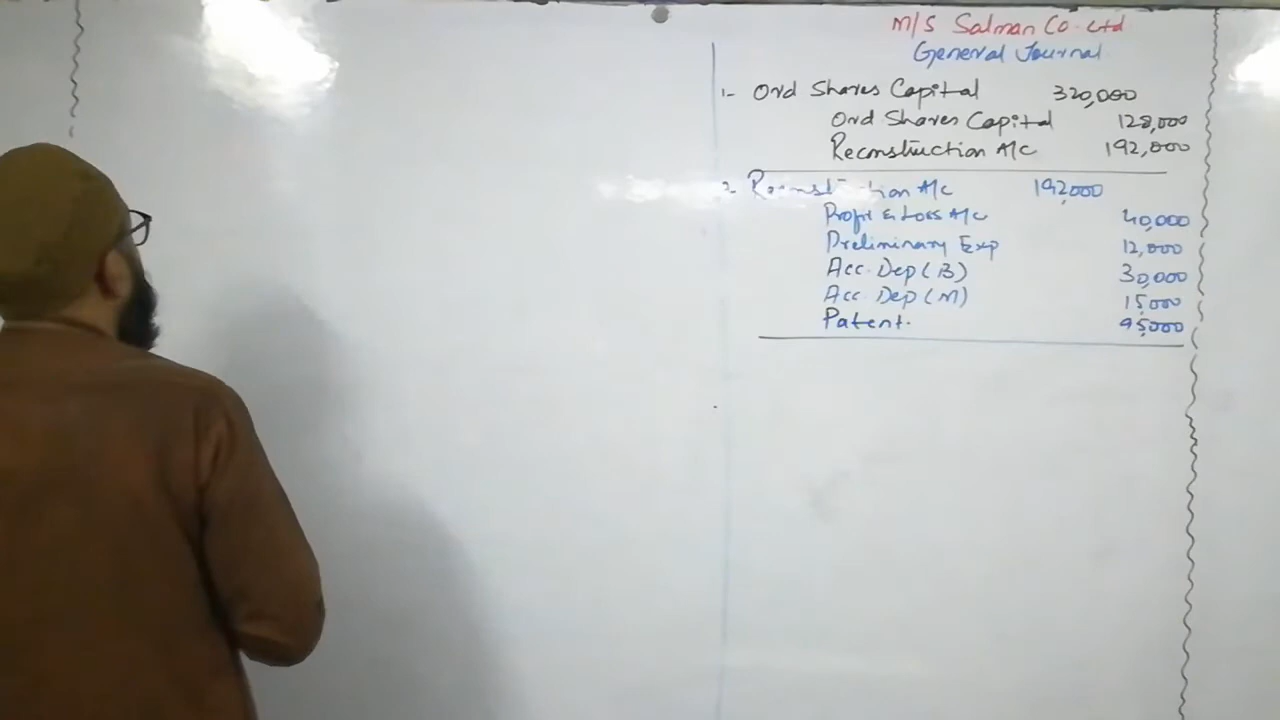 M/S Salman Co. Ltd
General Journal
1- Ord Shares Capital 320,000
Ord Shares Capital 128,000
Reconstruction A/C 192,000
2- Reconstruction A/C 192,000
Profit & Loss A/C 40,000
Preliminary Exp 12,000
Acc. Dep (B) 30,000
Acc. Dep (M) 15,000
Patent. 95,000